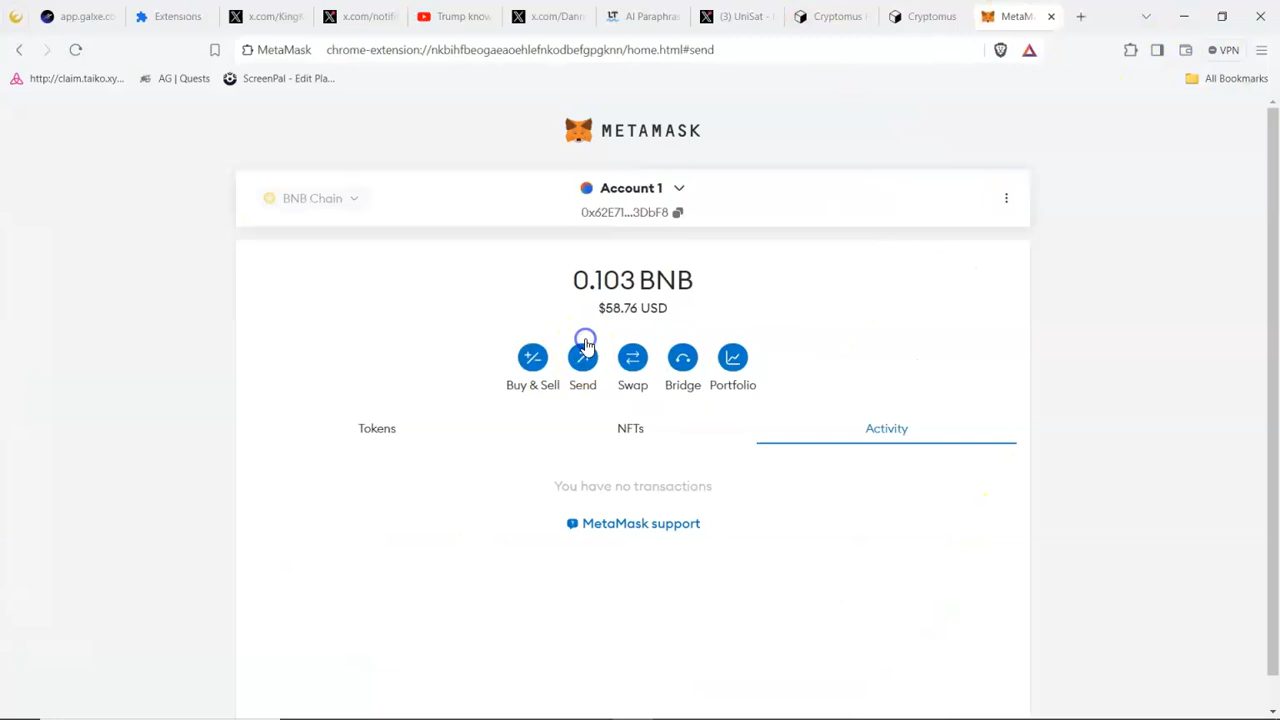 app.galxe.co
Extensions
x.com/KingK
x.com/notifi
Trump know
x.com/Dann
AI Paraphras
(3) UniSat -
Cryptomus
Cryptomus
MetaM
MetaMask
chrome-extension://nkbihfbeogaeaoehlefnkodbefgpgknn/home.html#send
VPN
http://claim.taiko.xy...
AG | Quests
ScreenPal - Edit Pla...
All Bookmarks
METAMASK
BNB Chain
Account 1
0x62E71...3DbF8
0.103 BNB
$58.76 USD
Buy & Sell
Send
Swap
Bridge
Portfolio
Tokens
NFTs
Activity
You have no transactions
MetaMask support